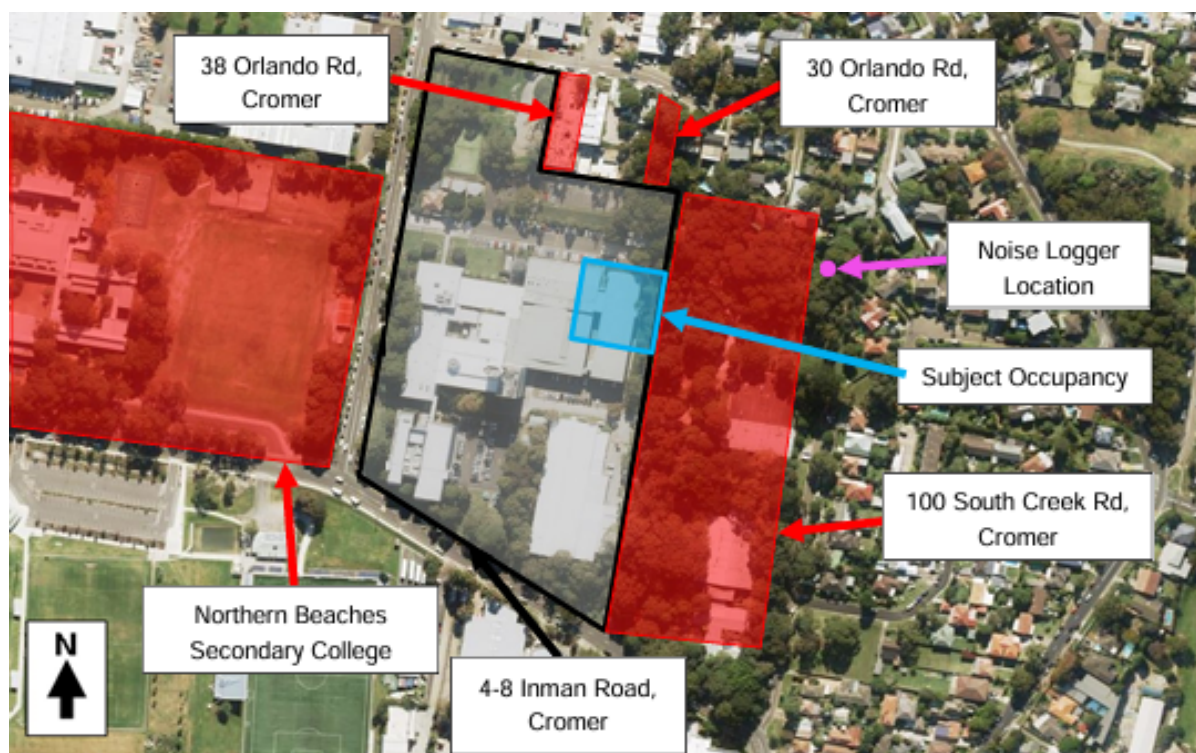 38 Orlando Rd,
Cromer
30 Orlando Rd,
Cromer
Noise Logger
Location
Subject Occupancy
100 South Creek Rd,
Cromer
Northern Beaches
Secondary College
4-8 Inman Road,
Cromer
N